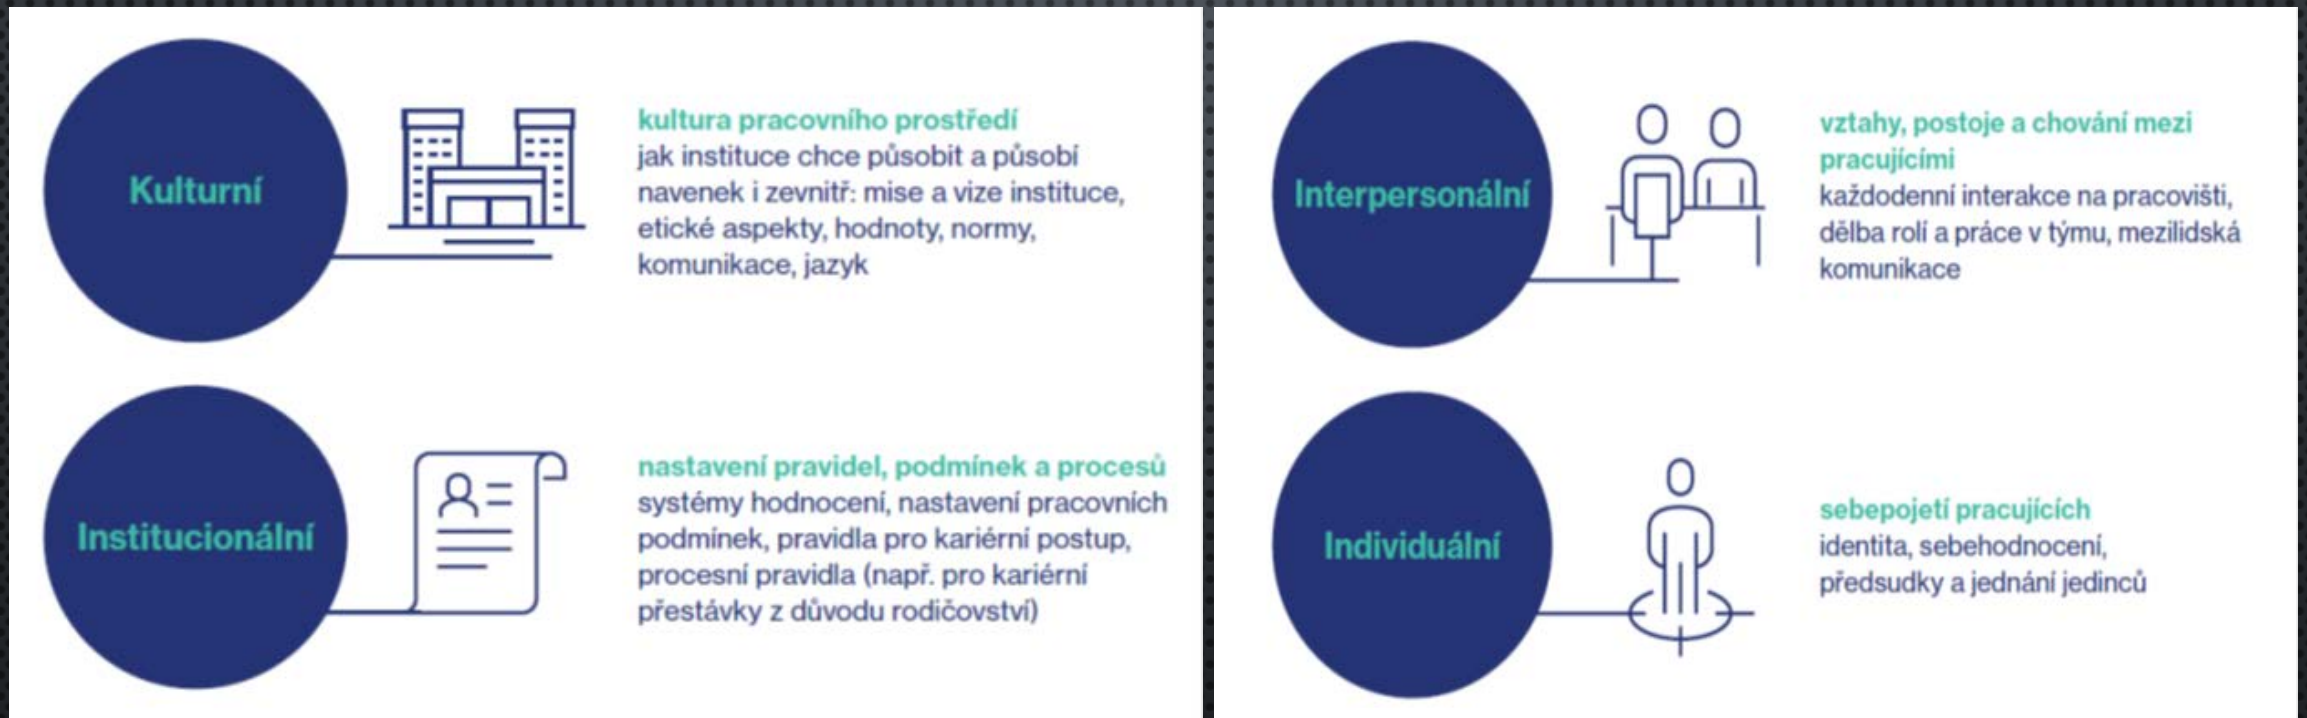 Kulturní
kultura pracovního prostředí
jak instituce chce působit a působí
navenek i zevnitř: mise a vize instituce,
etické aspekty, hodnoty, normy,
komunikace, jazyk
Institucionální
nastavení pravidel, podmínek a procesů
systémy hodnocení, nastavení pracovních
podmínek, pravidla pro kariérní postup,
procesní pravidla (např. pro kariérní
přestávky z důvodu rodičovství)
Interpersonální
vztahy, postoje a chování mezi
pracujícími
každodenní interakce na pracovišti,
dělba rolí a práce v týmu, mezilidská
komunikace
Individuální
sebepojetí pracujících
identita, sebehodnocení,
předsudky a jednání jedinců